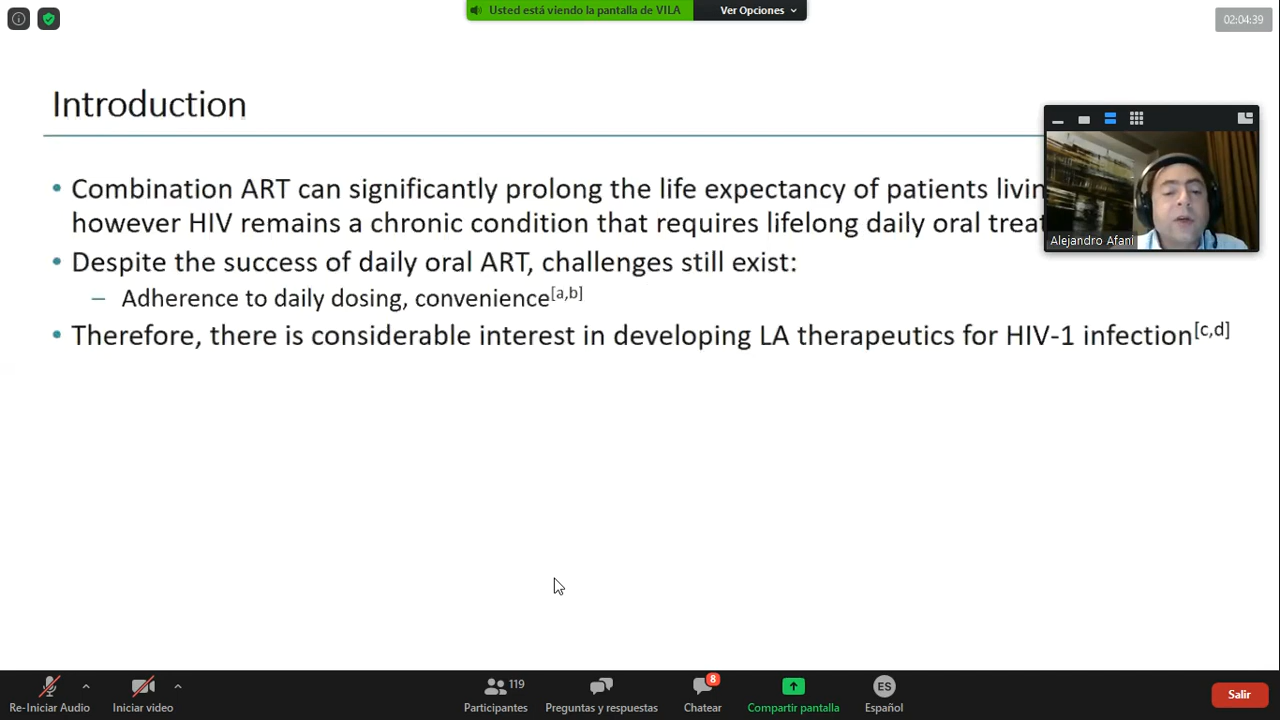 Usted está viendo la pantalla de VILA
Ver Opciones
02:04:39
Introduction
• Combination ART can significantly prolong the life expectancy of patients
however HIV remains a chronic condition that requires lifelong daily oral
• Despite the success of daily oral ART, challenges still exist:
– Adherence to daily dosing, convenience[a,b]
• Therefore, there is considerable interest in developing LA therapeutics for HIV-1 infection[c,d]
Alejandro Afani
Re-Iniciar Audio
Iniciar video
119
Participantes
Preguntas y respuestas
8
Chatear
Compartir pantalla
ES
Español
Salir